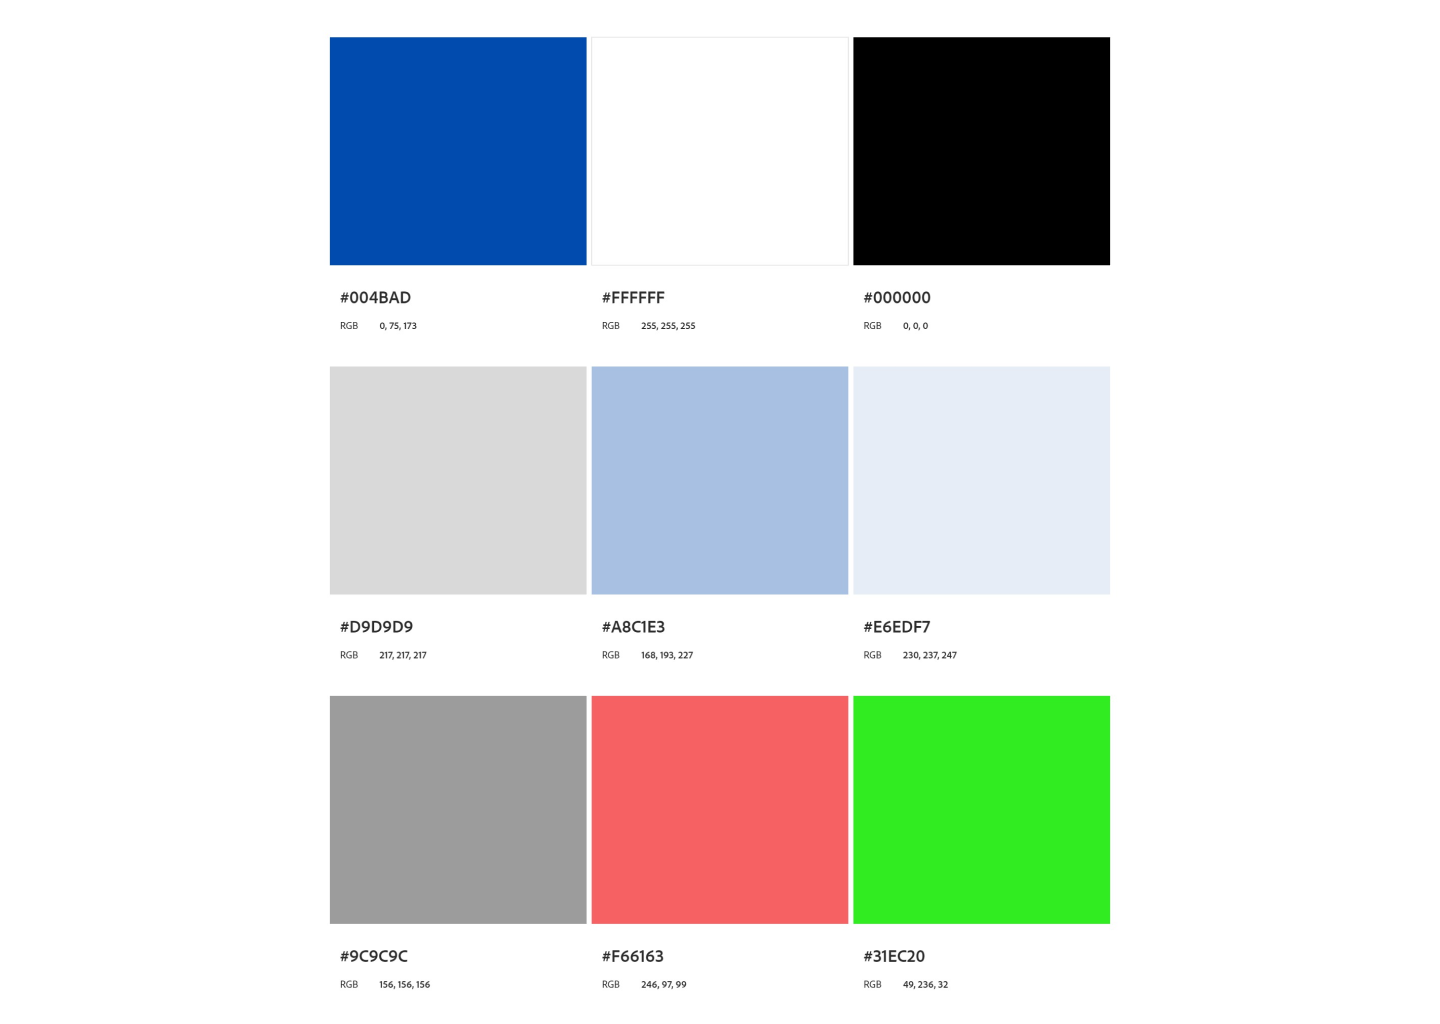 #004BAD
#FFFFFF
#000000
RGB 0, 75, 173
RGB 255, 255, 255
RGB 0, 0, 0
#D9D9D9
#A8C1E3
#E6EDF7
RGB 217, 217, 217
RGB 168, 193, 227
RGB 230, 237, 247
#9C9C9C
#F66163
#31EC20
RGB 156, 156, 156
RGB 246, 97, 99
RGB 49, 236, 32